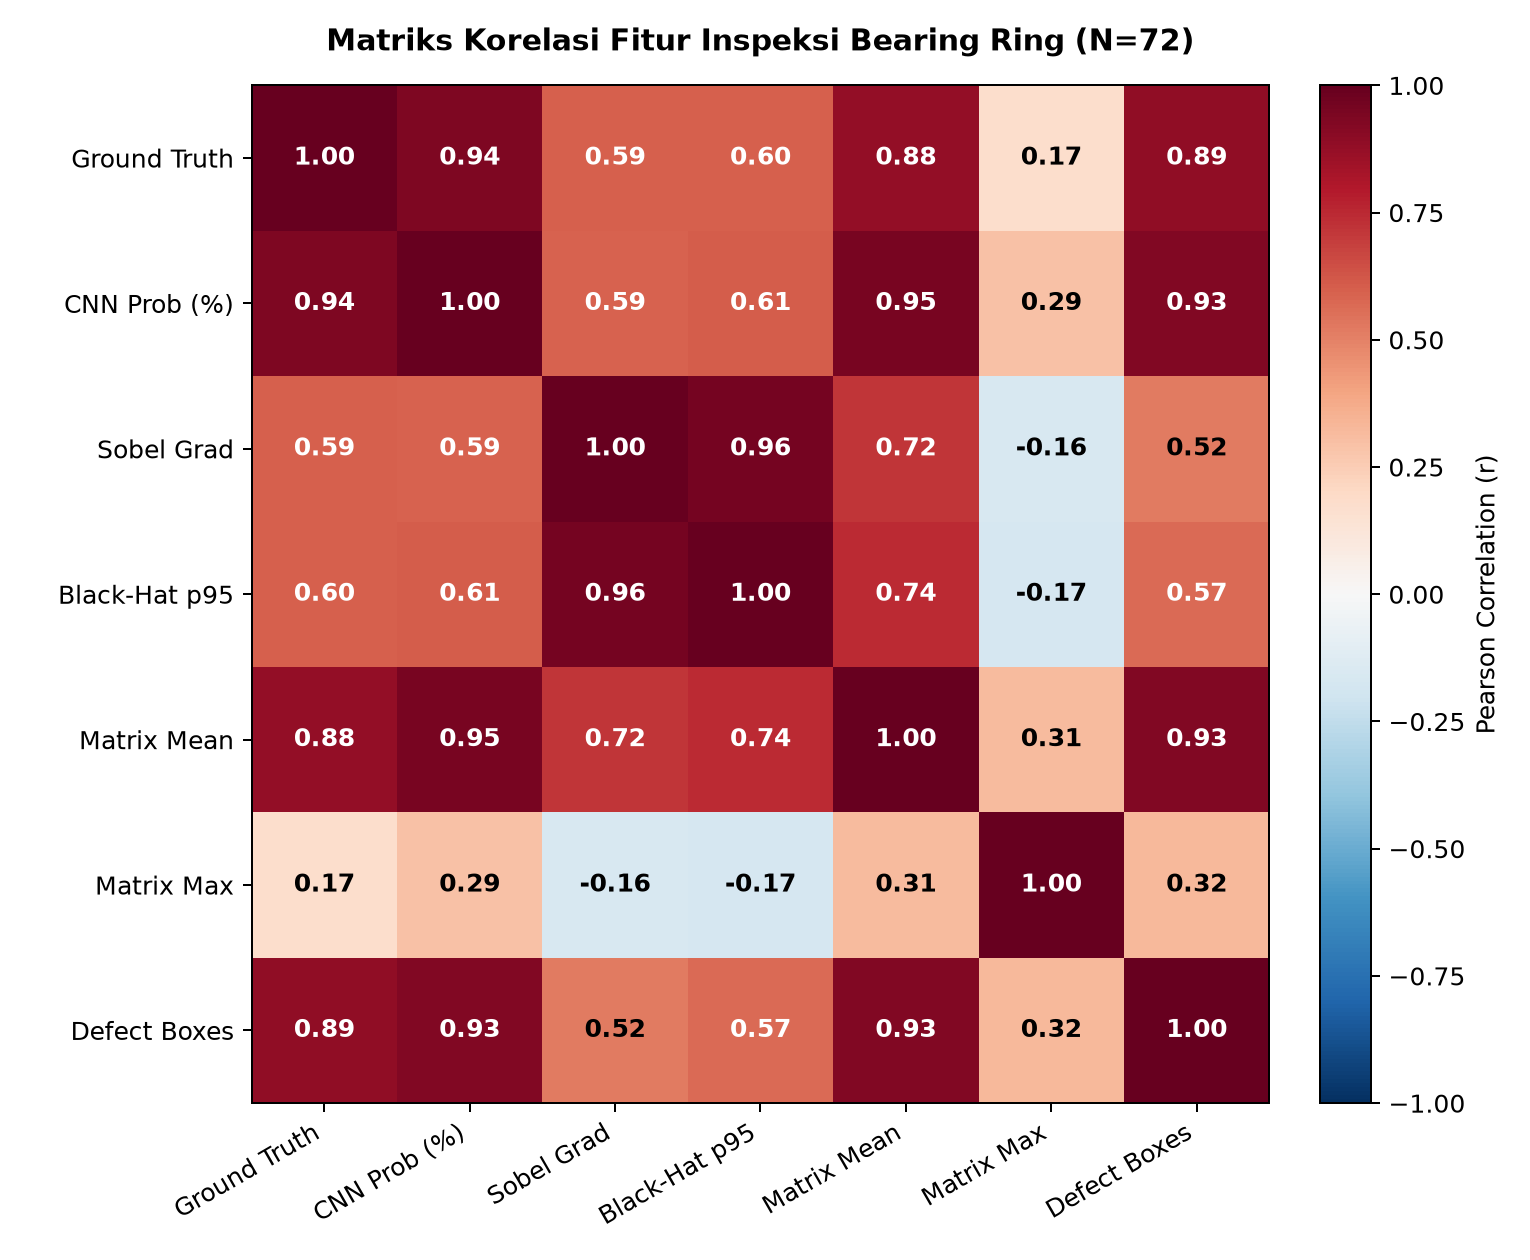 Matriks Korelasi Fitur Inspeksi Bearing Ring (N=72)
Ground Truth 1.00 0.94 0.59 0.60 0.88 0.17 0.89
CNN Prob (%) 0.94 1.00 0.59 0.61 0.95 0.29 0.93
Sobel Grad 0.59 0.59 1.00 0.96 0.72 -0.16 0.52
Black-Hat p95 0.60 0.61 0.96 1.00 0.74 -0.17 0.57
Matrix Mean 0.88 0.95 0.72 0.74 1.00 0.31 0.93
Matrix Max 0.17 0.29 -0.16 -0.17 0.31 1.00 0.32
Defect Boxes 0.89 0.93 0.52 0.57 0.93 0.32 1.00
Ground Truth CNN Prob (%) Sobel Grad Black-Hat p95 Matrix Mean Matrix Max Defect Boxes
1.00
0.75
0.50
0.25
0.00
−0.25
−0.50
−0.75
−1.00
Pearson Correlation (r)